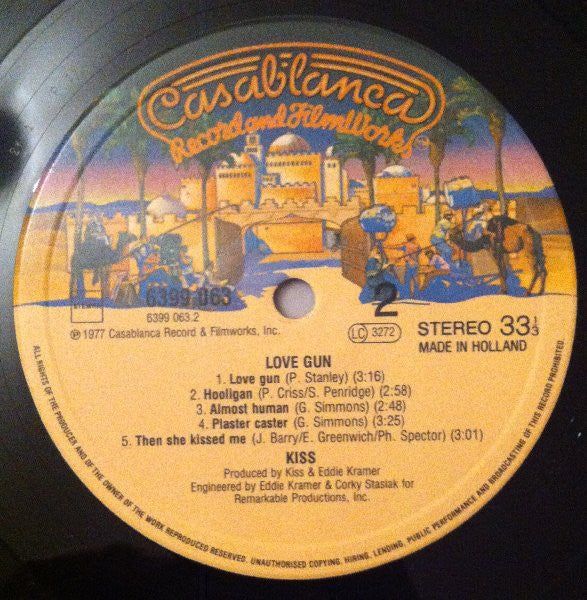 Casablanca
Record and FilmWorks
6399 063
6399 063.2
2
℗ 1977 Casablanca Record & Filmworks, Inc.
LC 3272
STEREO 33 1/3
MADE IN HOLLAND
LOVE GUN
1. Love gun (P. Stanley) (3:16)
2. Hooligan (P. Criss/S. Penridge) (2:58)
3. Almost human (G. Simmons) (2:48)
4. Plaster caster (G. Simmons) (3:25)
5. Then she kissed me (J. Barry/E. Greenwich/Ph. Spector) (3:01)
KISS
Produced by Kiss & Eddie Kramer
Engineered by Eddie Kramer & Corky Stasiak for
Remarkable Productions, Inc.
ALL RIGHTS OF THE PRODUCER AND OF THE OWNER OF THE WORK REPRODUCED RESERVED. UNAUTHORISED COPYING, HIRING, LENDING, PUBLIC PERFORMANCE AND BROADCASTING OF THIS RECORD PROHIBITED.